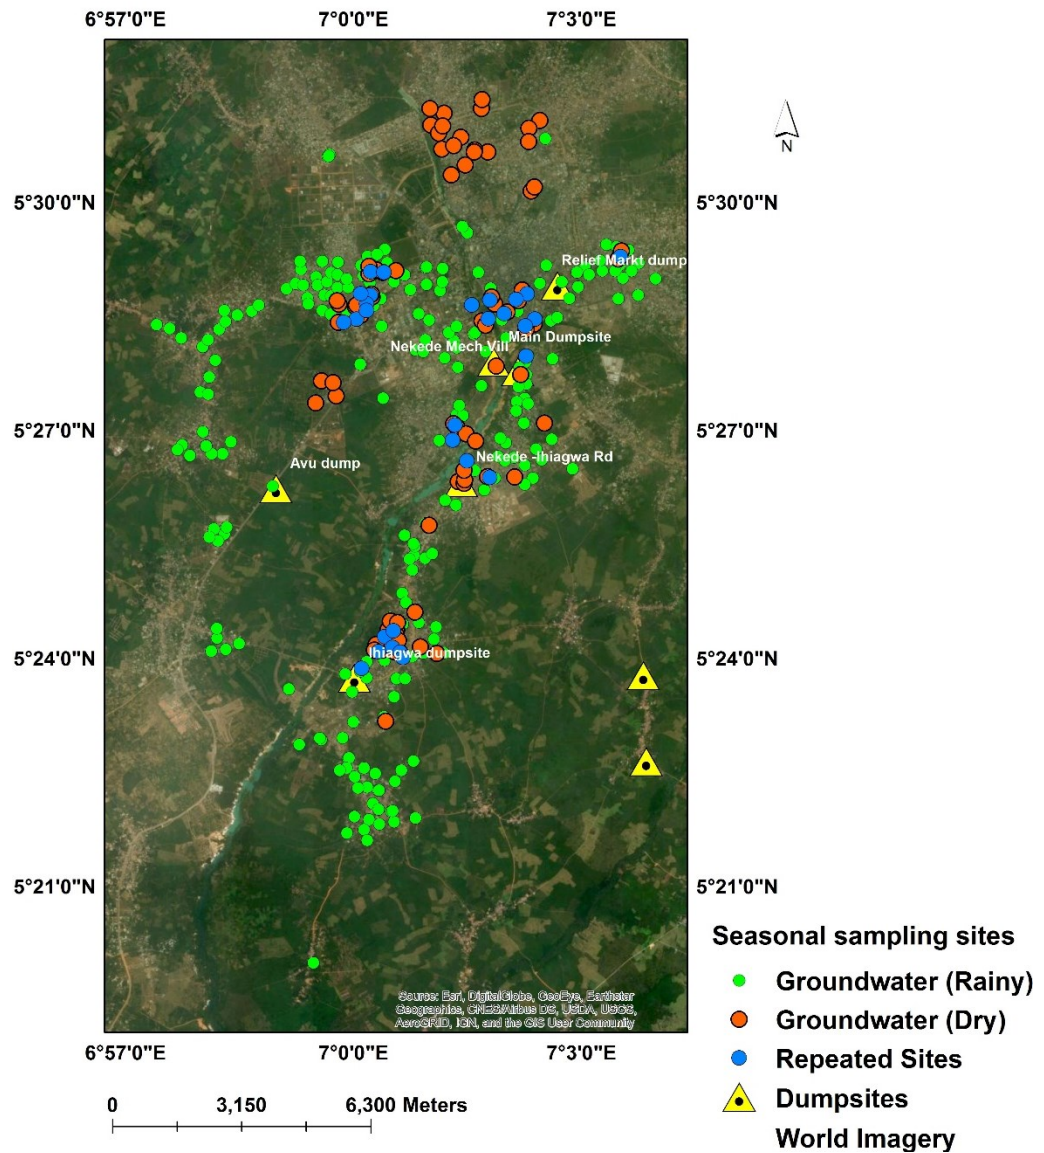 6°57'0"E 7°0'0"E 7°3'0"E
N
5°30'0"N 5°30'0"N
Relief Markt dump
Main Dumpsite
Nekede Mech Vill
5°27'0"N 5°27'0"N
Nekede -Ihiagwa Rd
Avu dump
5°24'0"N 5°24'0"N
Ihiagwa dumpsite
5°21'0"N 5°21'0"N
Seasonal sampling sites
Groundwater (Rainy)
Groundwater (Dry)
Repeated Sites
Dumpsites
World Imagery
Source: Esri, DigitalGlobe, GeoEye, Earthstar
Geographics, CNES/Airbus DS, USDA, USGS,
AeroGRID, IGN, and the GIS User Community
6°57'0"E 7°0'0"E 7°3'0"E
0 3,150 6,300 Meters